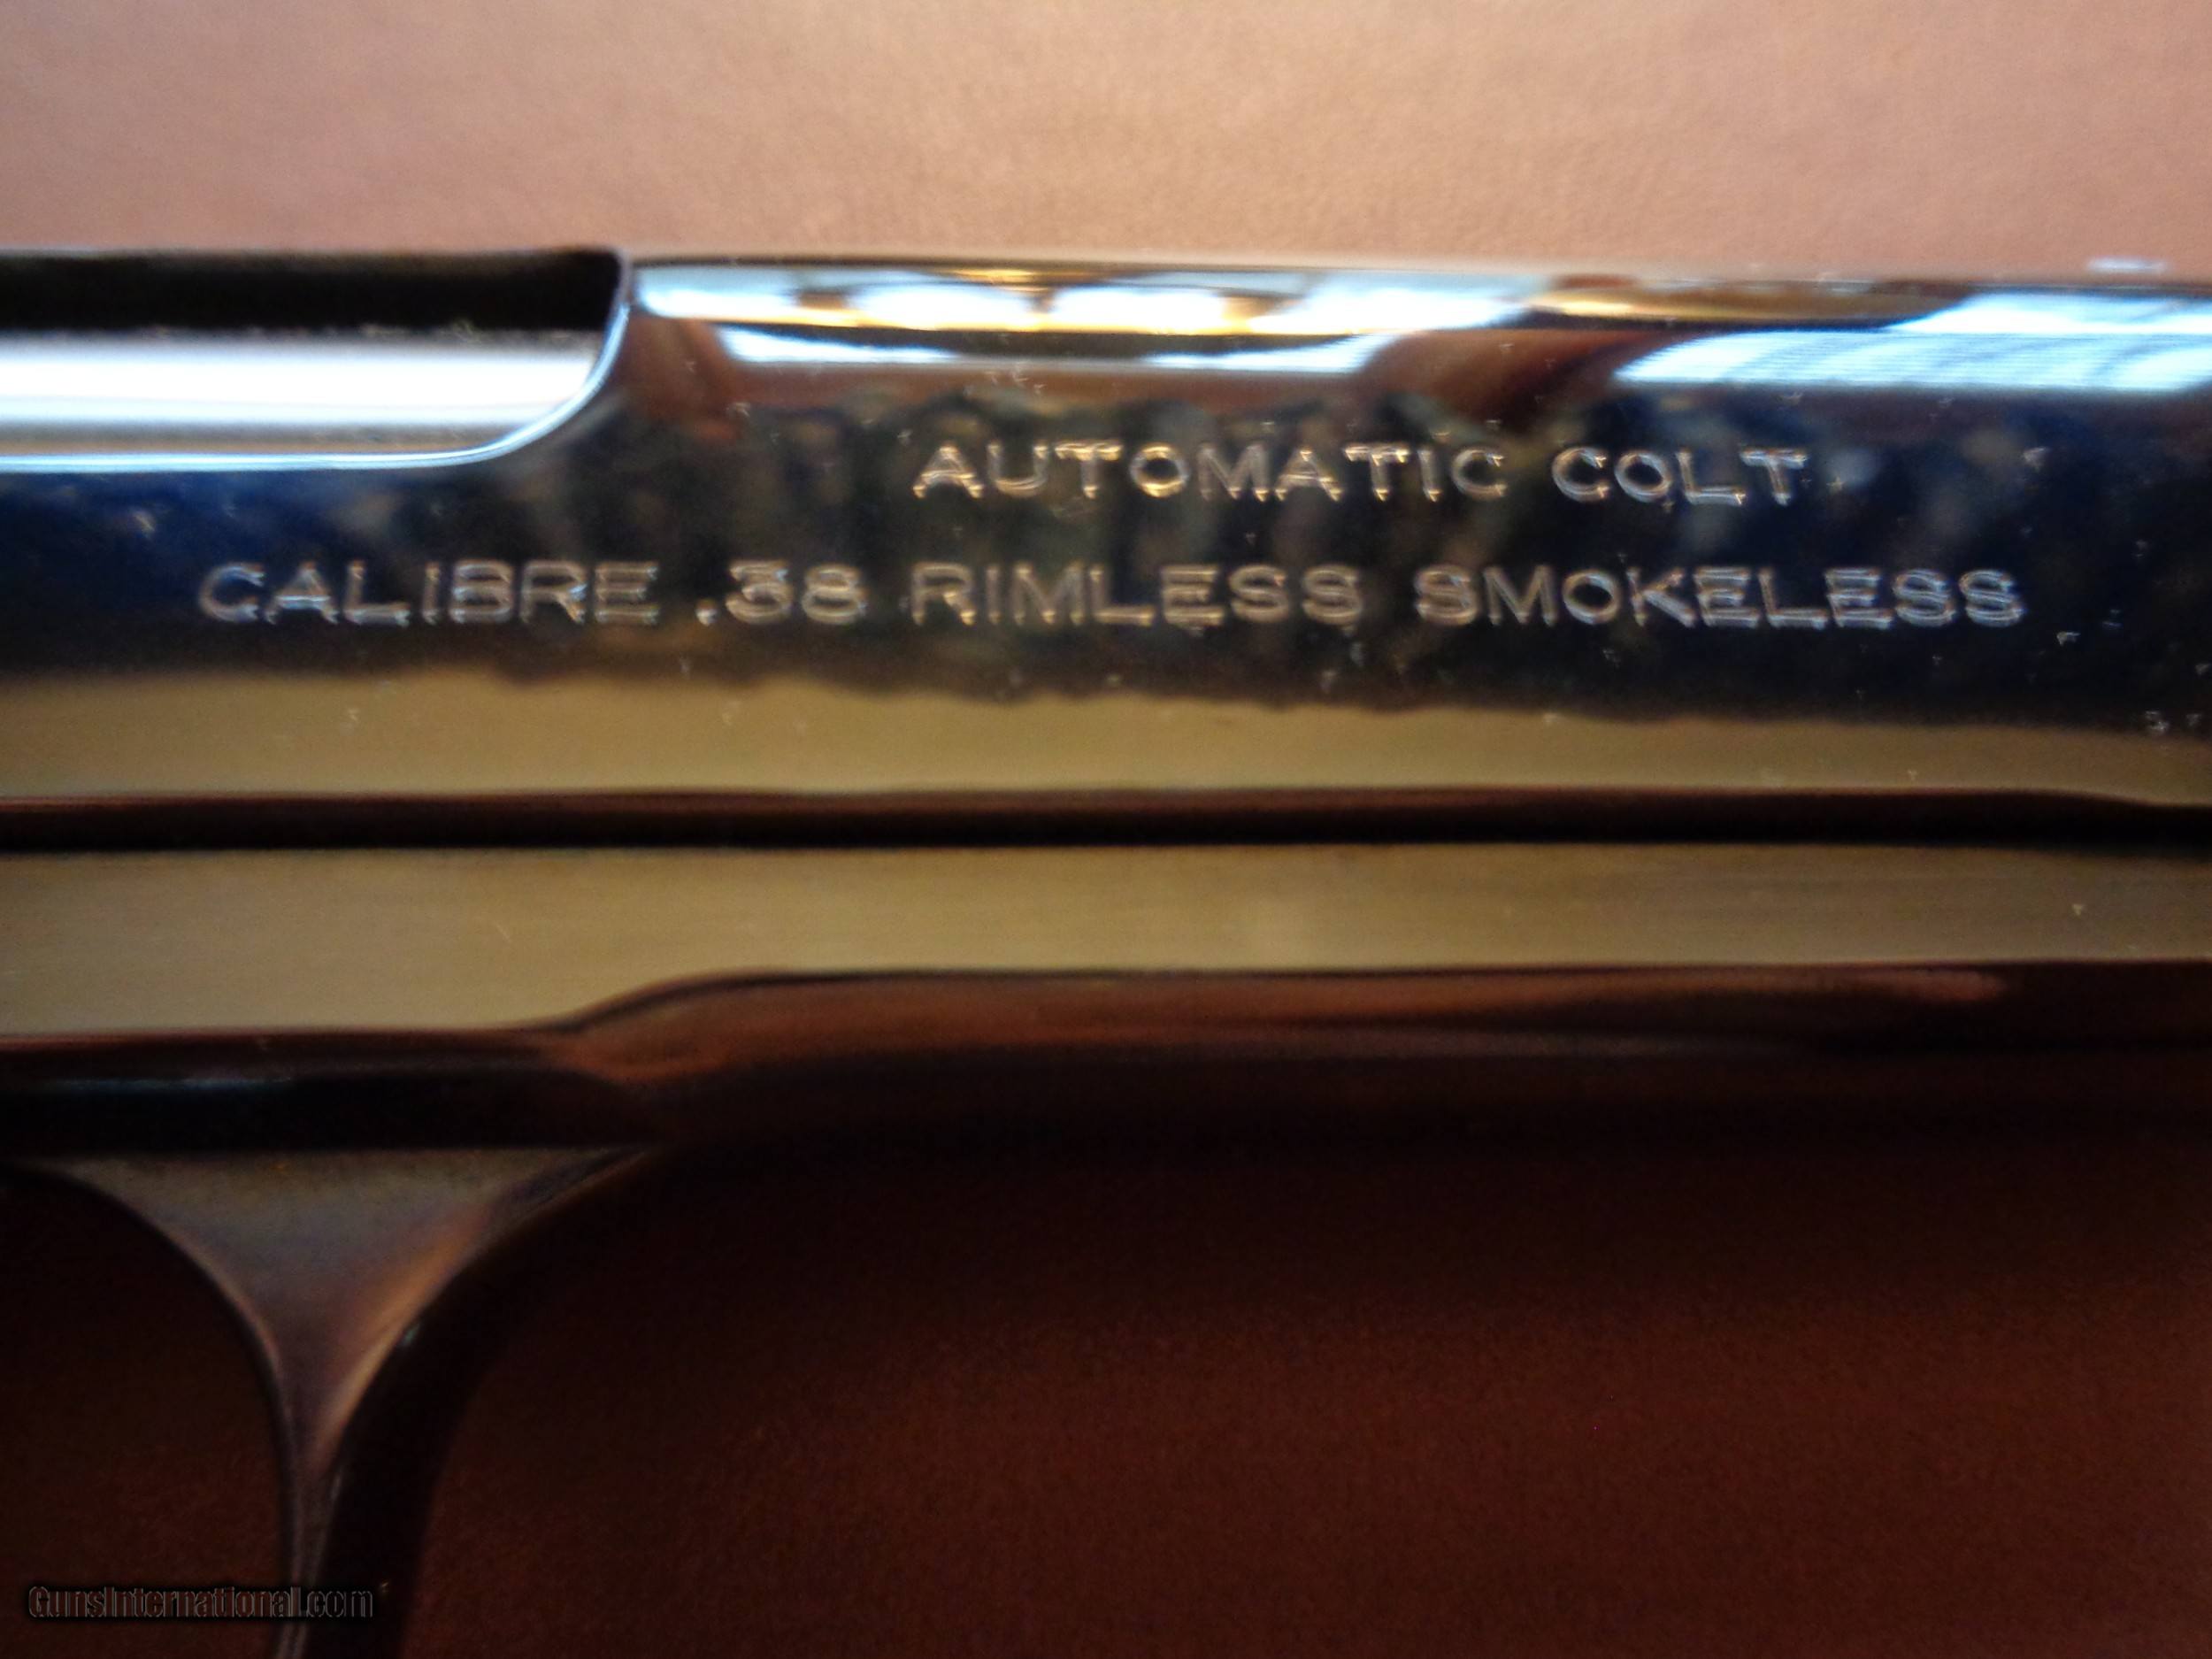 AUTOMATIC COLT
CALIBRE .38 RIMLESS SMOKELESS
GunsInternational.com